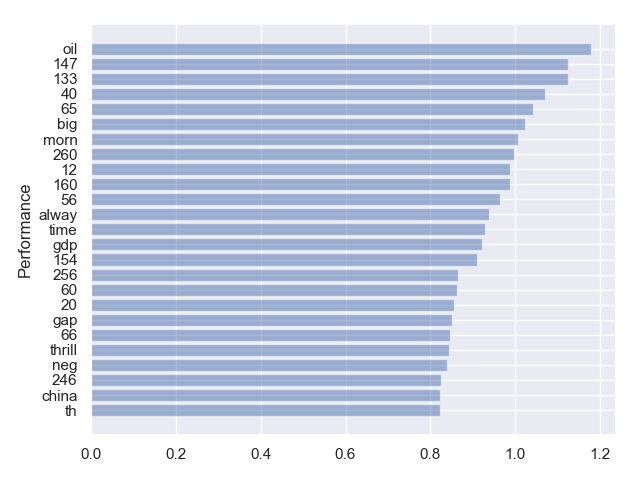 oil
147
133
40
65
big
morn
260
12
160
56
alway
time
gdp
154
256
60
20
gap
66
thrill
neg
246
china
th
Performance
0.0 0.2 0.4 0.6 0.8 1.0 1.2